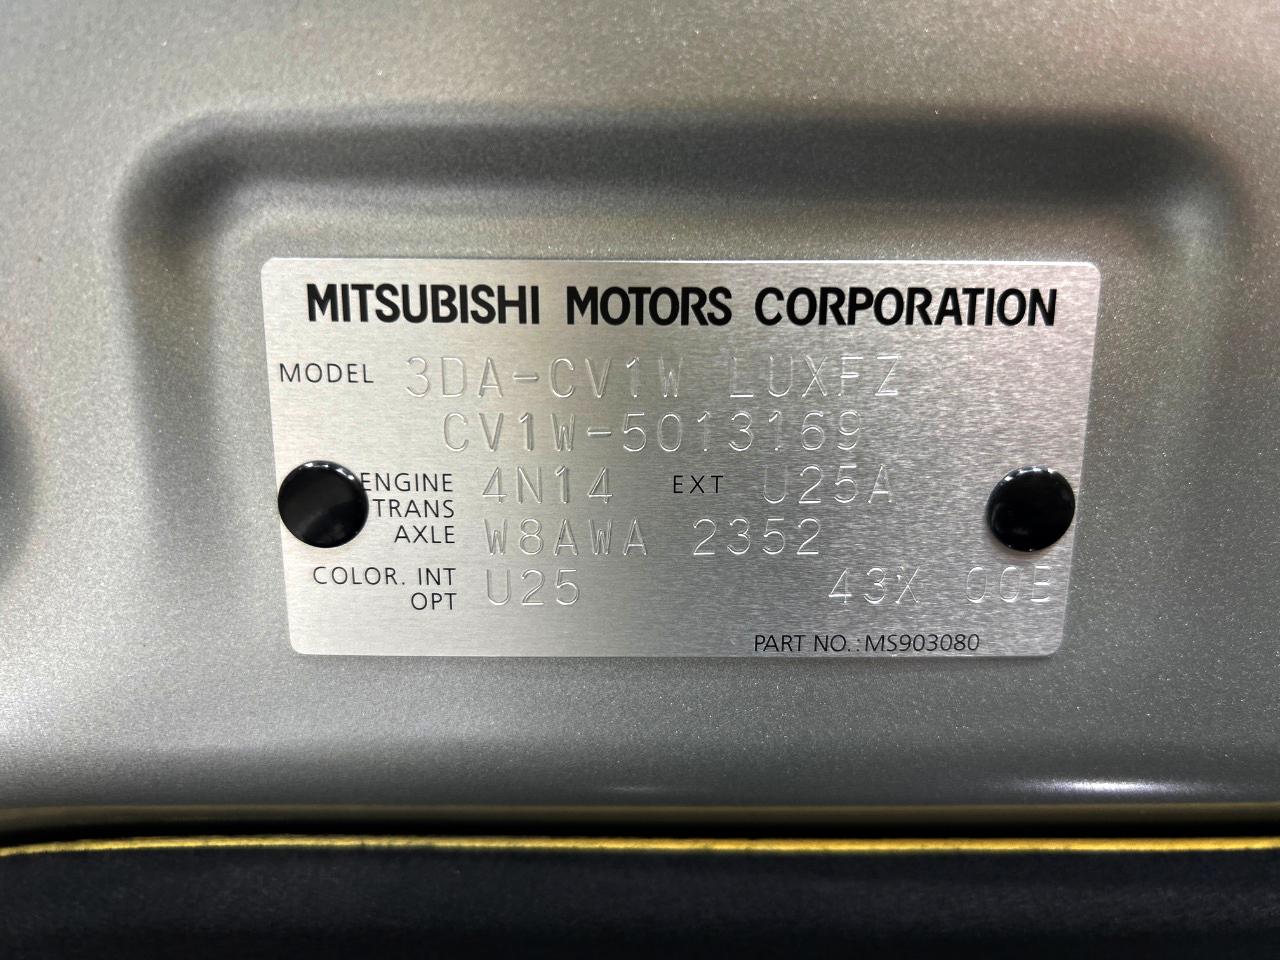 MITSUBISHI MOTORS CORPORATION
MODEL 3DA-CV1W LUXFZ
CV1W-5013169
ENGINE 4N14 EXT U25A
TRANS
AXLE W8AWA 2352
COLOR. INT
OPT U25 43X 00E
PART NO.: MS903080